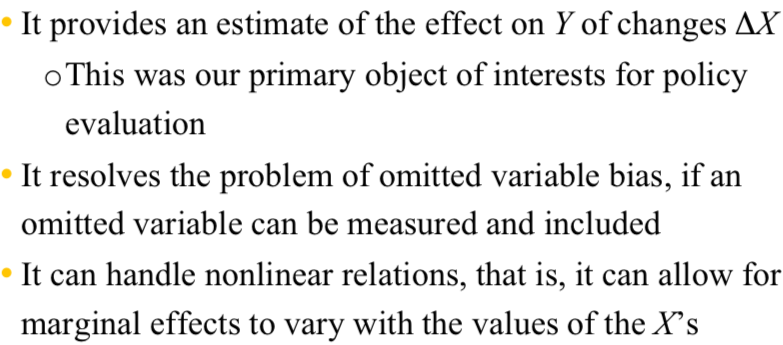 • It provides an estimate of the effect on Y of changes ΔX
o This was our primary object of interests for policy
evaluation
• It resolves the problem of omitted variable bias, if an
omitted variable can be measured and included
• It can handle nonlinear relations, that is, it can allow for
marginal effects to vary with the values of the X's